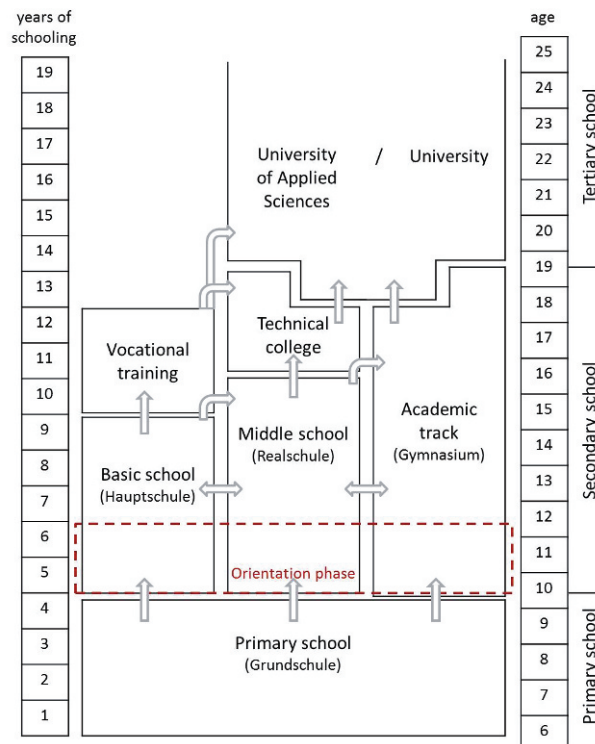 years of
schooling
age
19
18
17
16
15
14
13
12
11
10
9
8
7
6
5
4
3
2
1
University
of Applied
Sciences
/
University
Technical
college
Vocational
training
Middle school
(Realschule)
Academic
track
(Gymnasium)
Basic school
(Hauptschule)
Orientation phase
Primary school
(Grundschule)
25
24
23
22
21
20
19
18
17
16
15
14
13
12
11
10
9
8
7
6
Tertiary school
Secondary school
Primary school